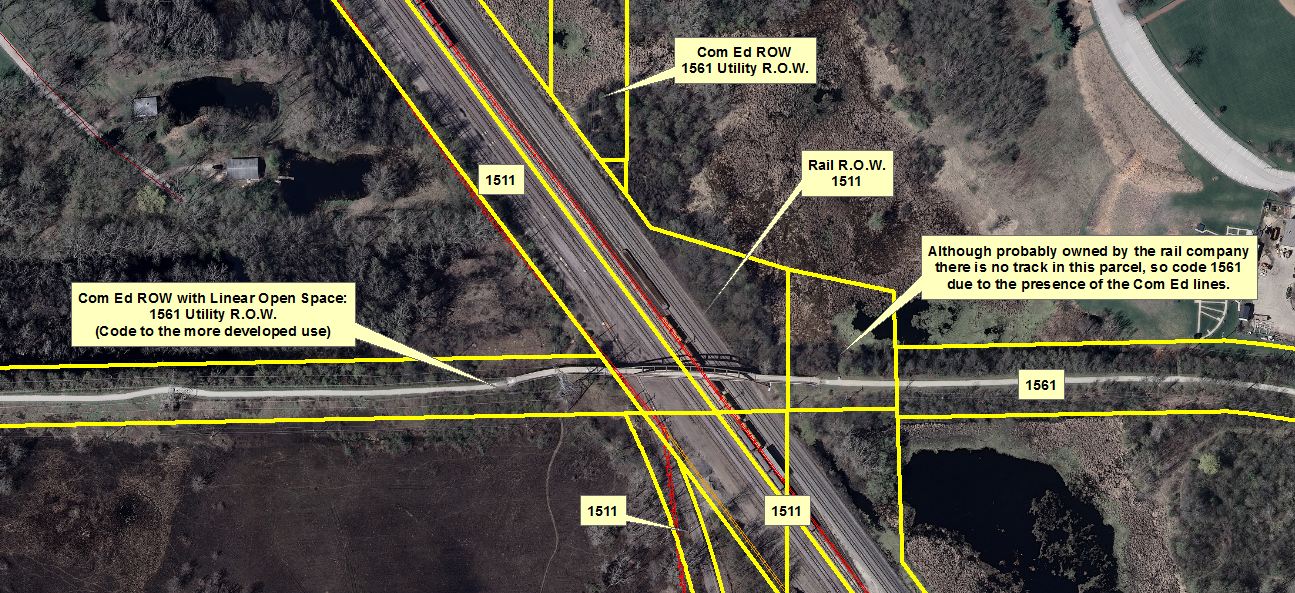 Com Ed ROW
1561 Utility R.O.W.
Rail R.O.W.
1511
1511
Although probably owned by the rail company
there is no track in this parcel, so code 1561
due to the presence of the Com Ed lines.
Com Ed ROW with Linear Open Space:
1561 Utility R.O.W.
(Code to the more developed use)
1561
1511
1511